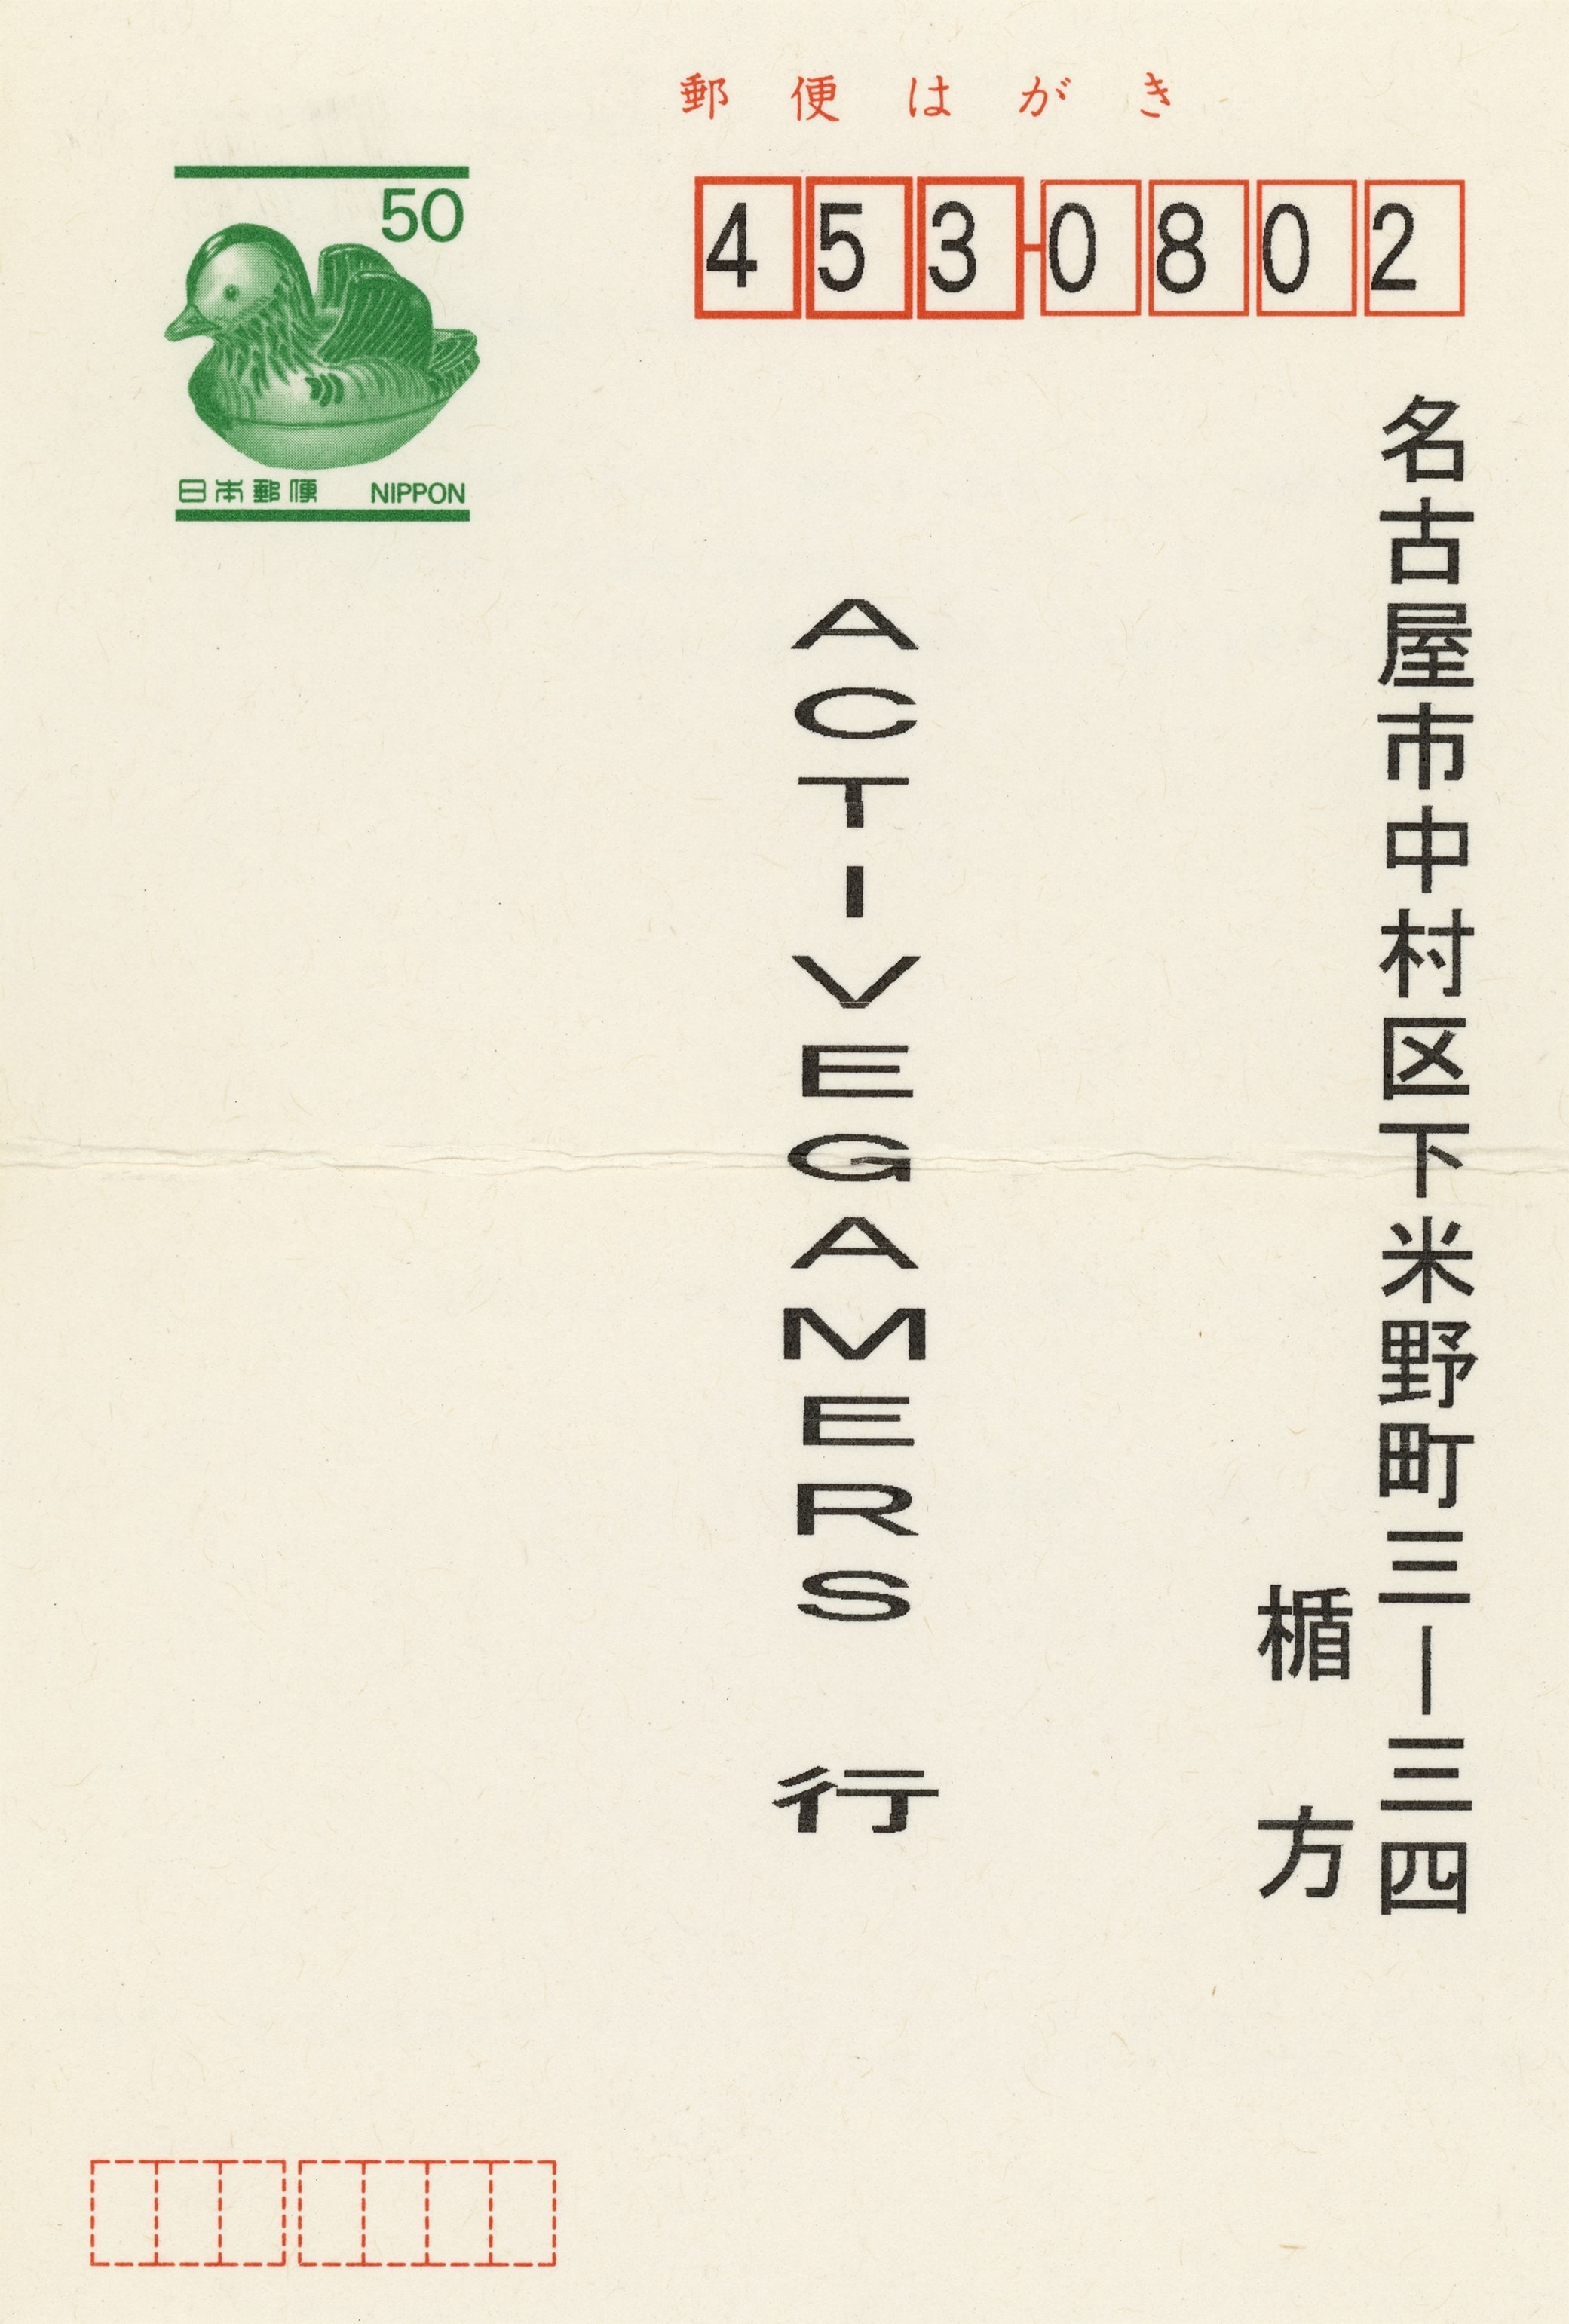 郵便はがき
50
日本郵便 NIPPON
453-0802
名古屋市中村区下米野町三ー三四
楯方
ACTIVEGAMERS 行